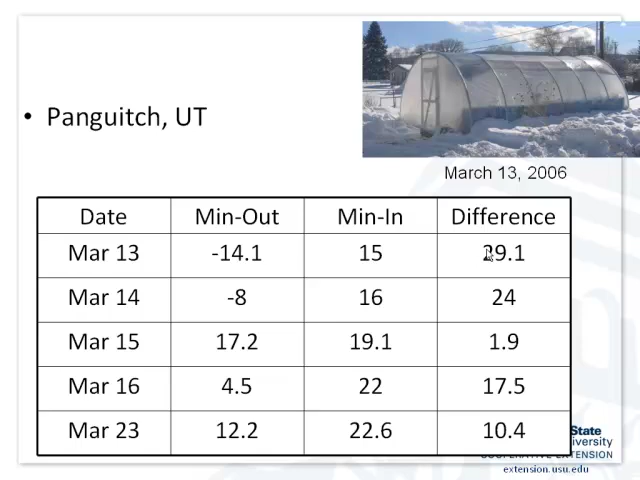 • Panguitch, UT
March 13, 2006
Date Min-Out Min-In Difference
Mar 13 -14.1 15 29.1
Mar 14 -8 16 24
Mar 15 17.2 19.1 1.9
Mar 16 4.5 22 17.5
Mar 23 12.2 22.6 10.4
State
COOPERATIVE EXTENSION
extension.usu.edu